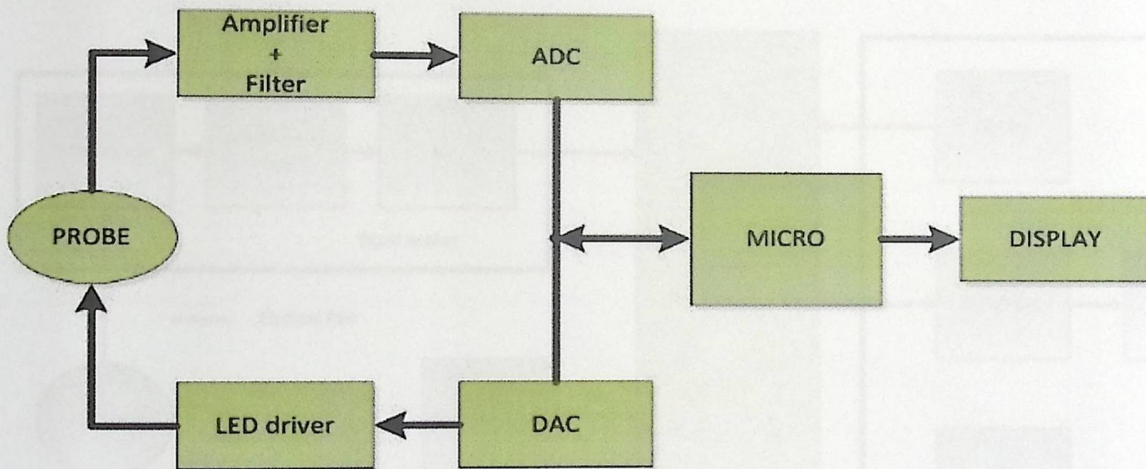 Amplifier
+
Filter
ADC
PROBE
MICRO
DISPLAY
LED driver
DAC